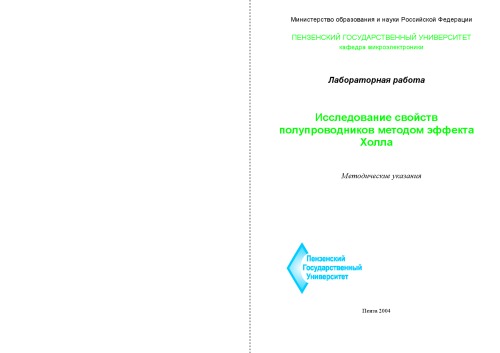 Министерство образования и науки Российской Федерации
ПЕНЗЕНСКИЙ ГОСУДАРСТВЕННЫЙ УНИВЕРСИТЕТ
кафедра микроэлектроники
Лабораторная работа
Исследование свойств
полупроводников методом эффекта
Холла
Методические указания
Пензенский
Государственный
Университет
Пенза 2004